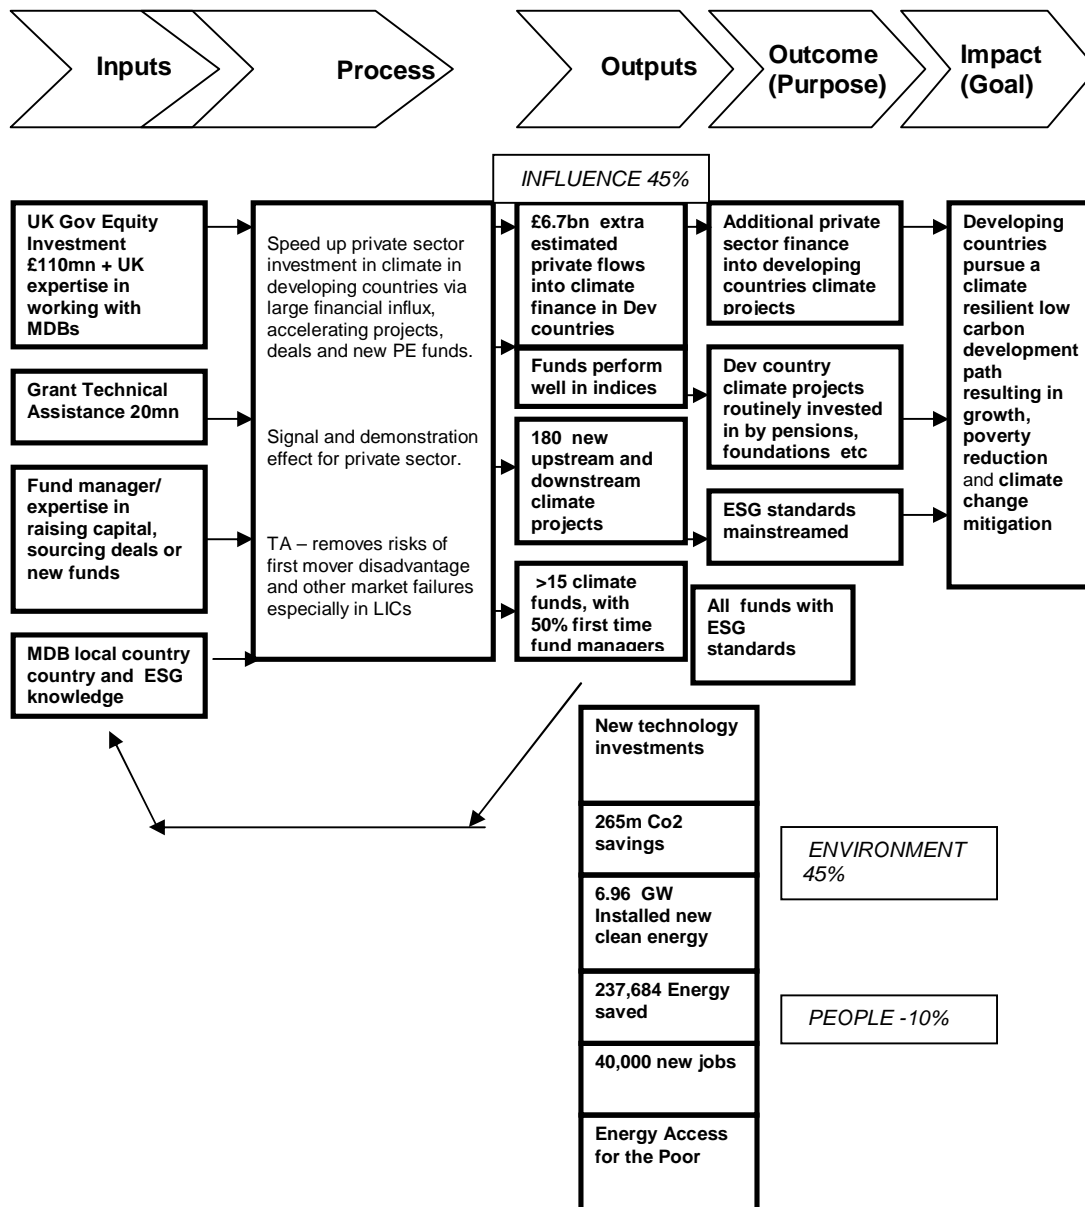 Inputs
Process
Outputs
Outcome
(Purpose)
Impact
(Goal)
INFLUENCE 45%
UK Gov Equity
Investment
£110mn + UK
expertise in
working with
MDBs
Grant Technical
Assistance 20mn
Fund manager/
expertise in
raising capital,
sourcing deals or
new funds
MDB local country
country and ESG
knowledge
Speed up private sector
investment in climate in
developing countries via
large financial influx,
accelerating projects,
deals and new PE funds.
Signal and demonstration
effect for private sector.
TA – removes risks of
first mover disadvantage
and other market failures
especially in LICs
£6.7bn extra
estimated
private flows
into climate
finance in Dev
countries
Funds perform
well in indices
180 new
upstream and
downstream
climate
projects
>15 climate
funds, with
50% first time
fund managers
Additional private
sector finance
into developing
countries climate
projects
Dev country
climate projects
routinely invested
in by pensions,
foundations etc
ESG standards
mainstreamed
All funds with
ESG
standards
Developing
countries
pursue a
climate
resilient low
carbon
development
path
resulting in
growth,
poverty
reduction
and climate
change
mitigation
New technology
investments
265m Co2
savings
6.96 GW
Installed new
clean energy
237,684 Energy
saved
40,000 new jobs
Energy Access
for the Poor
ENVIRONMENT
45%
PEOPLE -10%